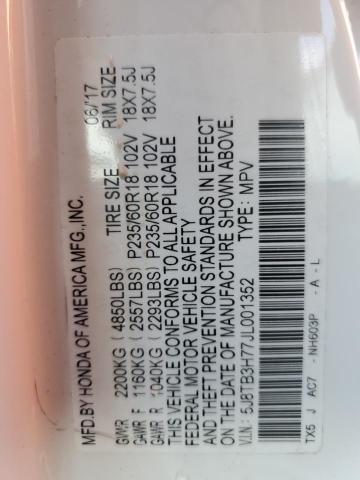 MFD.BY HONDA OF AMERICA MFG.,INC. 06/17
TIRE SIZE RIM SIZE
GVWR 2200KG (4850LBS)
GAWR F 1160KG (2557LBS) P235/60R18 102V 18X7.5J
GAWR R 1040KG (2293LBS) P235/60R18 102V 18X7.5J
THIS VEHICLE CONFORMS TO ALL APPLICABLE
FEDERAL MOTOR VEHICLE SAFETY
AND THEFT PREVENTION STANDARDS IN EFFECT
ON THE DATE OF MANUFACTURE SHOWN ABOVE.
V.I.N.: 5J8TB3H77JL001352 TYPE: MPV
TX5 J AC7 - NH603P - A - L